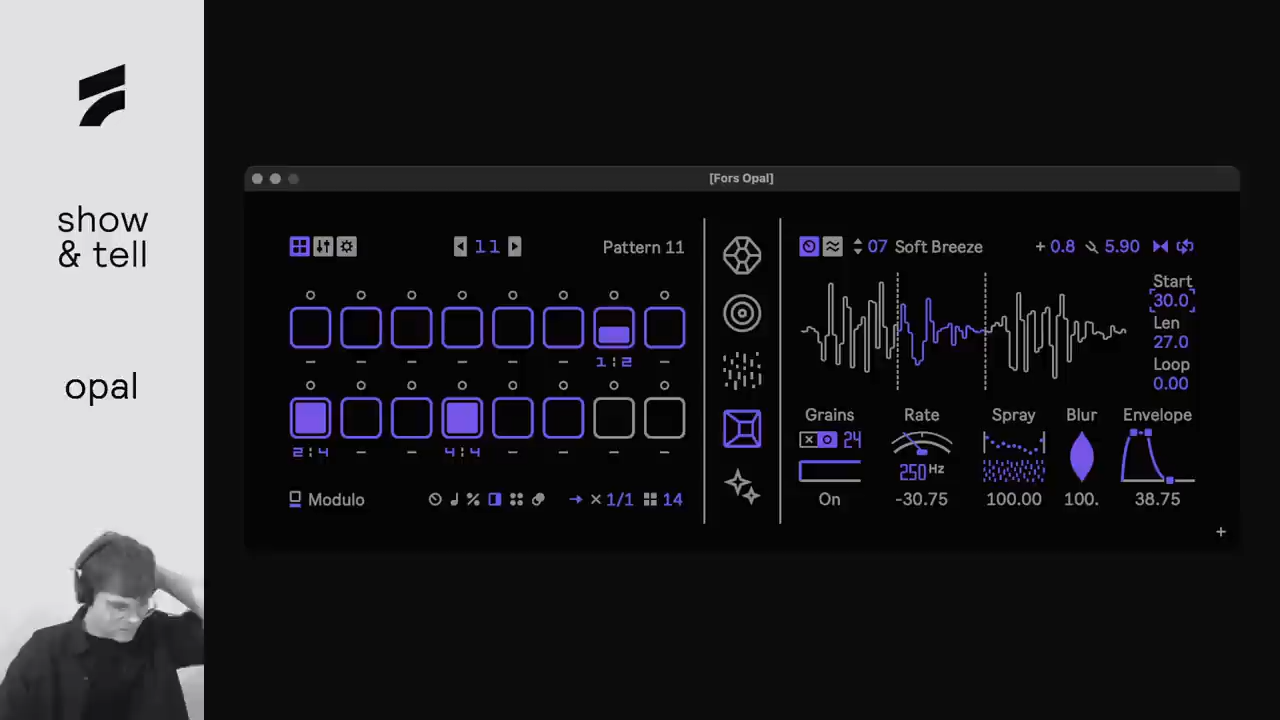 show
& tell
opal
[Fors Opal]
11
Pattern 11
07 Soft Breeze
+ 0.8
5.90
Start
30.0
Len
27.0
Loop
0.00
1:2
2:4
4:4
Modulo
% → × 1/1
14
Grains
Rate
Spray
Blur
Envelope
24
250 Hz
On
-30.75
100.00
100.
38.75
+